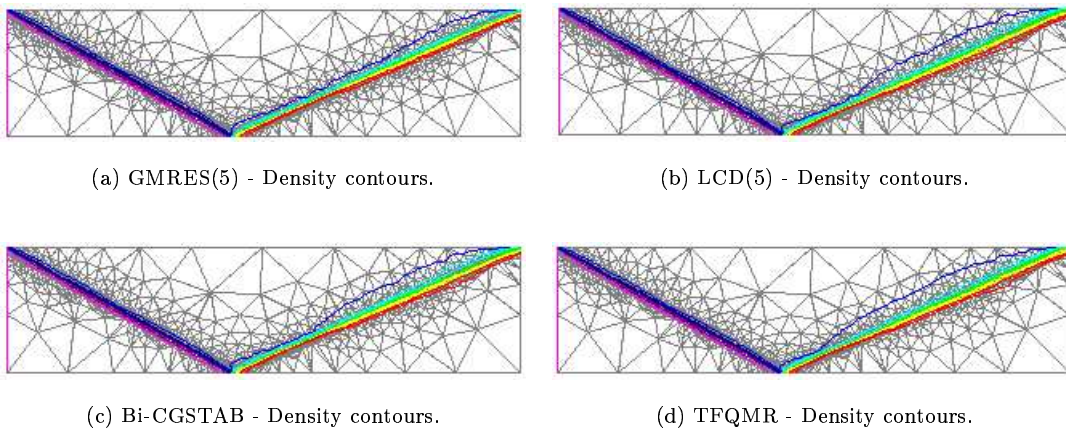 (a) GMRES(5) - Density contours.
(b) LCD(5) - Density contours.
(c) Bi-CGSTAB - Density contours.
(d) TFQMR - Density contours.